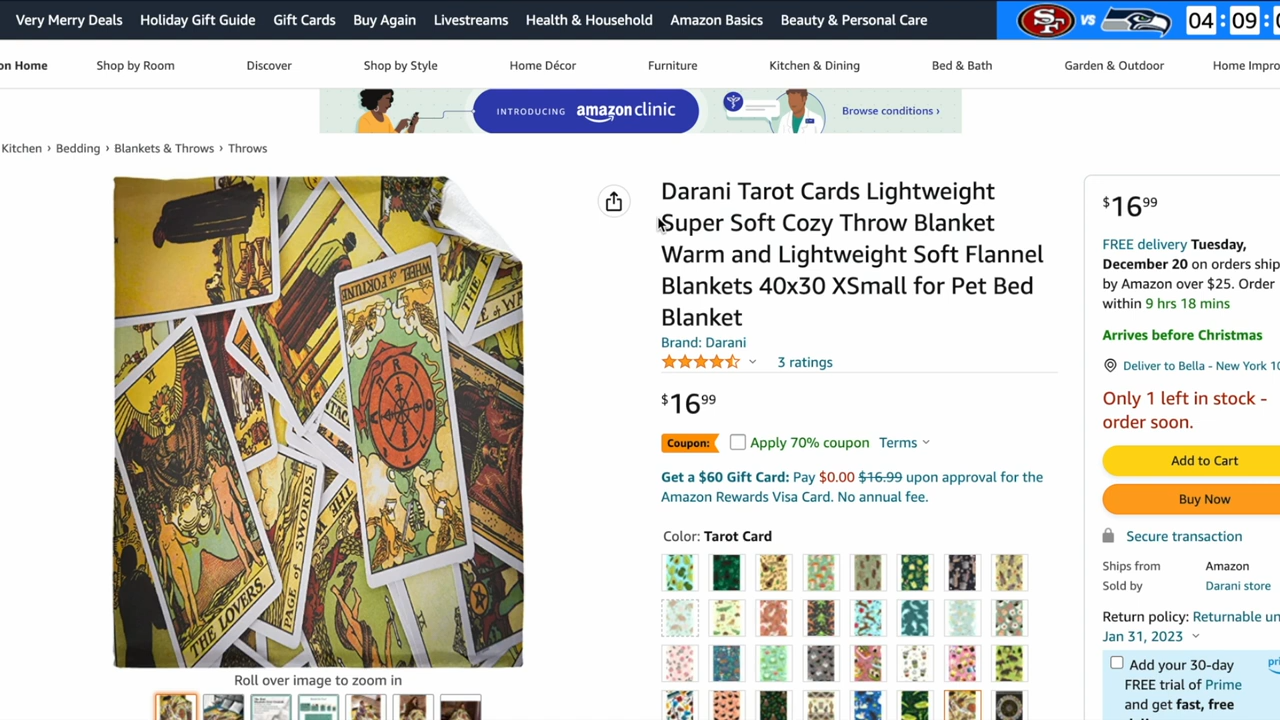 Very Merry Deals Holiday Gift Guide Gift Cards Buy Again Livestreams Health & Household Amazon Basics Beauty & Personal Care
SF VS 04 : 09 :
on Home Shop by Room Discover Shop by Style Home Décor Furniture Kitchen & Dining Bed & Bath Garden & Outdoor Home Impro
INTRODUCING amazon clinic Browse conditions ›
Kitchen › Bedding › Blankets & Throws › Throws
Darani Tarot Cards Lightweight
Super Soft Cozy Throw Blanket
Warm and Lightweight Soft Flannel
Blankets 40x30 XSmall for Pet Bed
Blanket
Brand: Darani
3 ratings
$16 99
Coupon: Apply 70% coupon Terms
Get a $60 Gift Card: Pay $0.00 $16.99 upon approval for the
Amazon Rewards Visa Card. No annual fee.
Color: Tarot Card
WHEEL of FORTUNE
THE
VI
PAGE of SWORDS
THE
THE LOVERS.
Roll over image to zoom in
$16 99
FREE delivery Tuesday,
December 20 on orders ship
by Amazon over $25. Order
within 9 hrs 18 mins
Arrives before Christmas
Deliver to Bella - New York 10
Only 1 left in stock -
order soon.
Add to Cart
Buy Now
Secure transaction
Ships from Amazon
Sold by Darani store
Return policy: Returnable un
Jan 31, 2023
Add your 30-day
FREE trial of Prime
and get fast, free